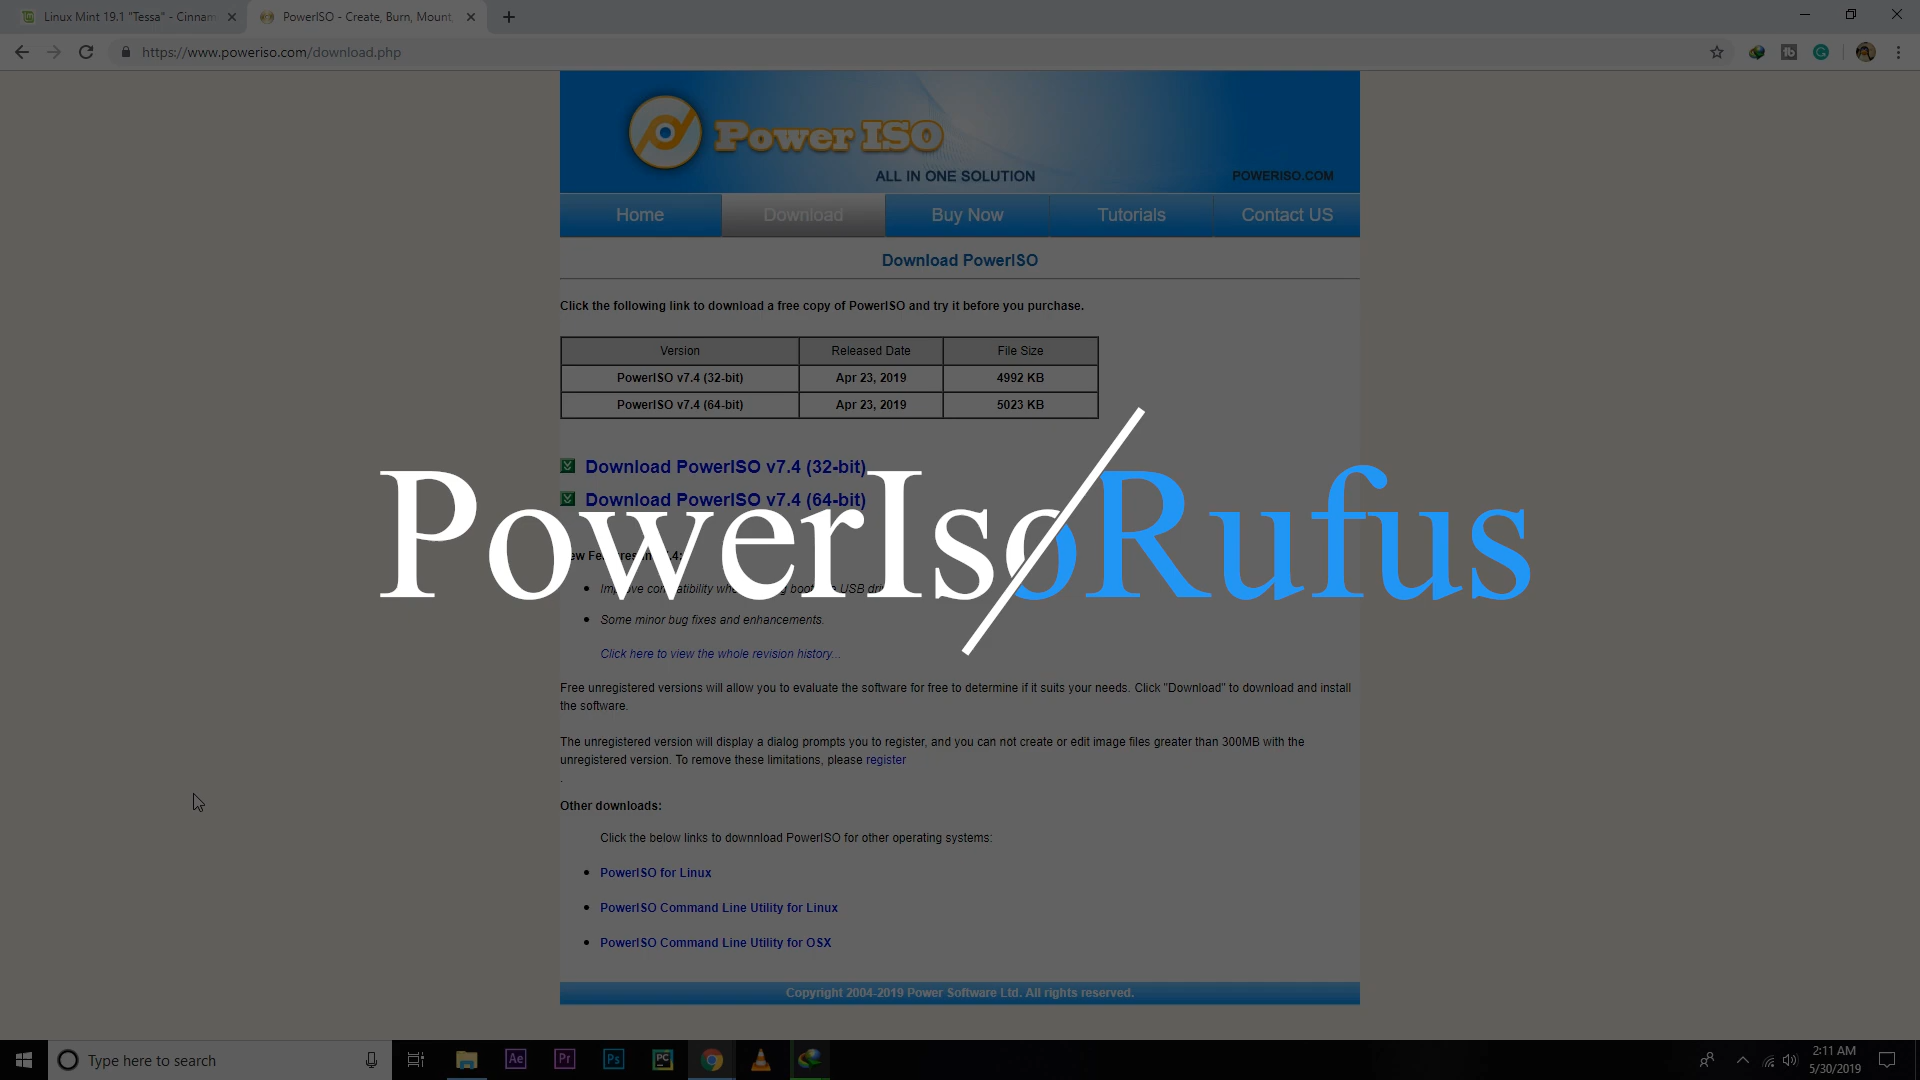 Linux Mint 19.1 "Tessa" - Cinnam
PowerISO - Create, Burn, Mount,
https://www.poweriso.com/download.php
Power ISO
ALL IN ONE SOLUTION
POWERISO.COM
Home Download Buy Now Tutorials Contact US
Download PowerISO
Click the following link to download a free copy of PowerISO and try it before you purchase.
Version Released Date File Size
PowerISO v7.4 (32-bit) Apr 23, 2019 4992 KB
PowerISO v7.4 (64-bit) Apr 23, 2019 5023 KB
Download PowerISO v7.4 (32-bit)
Download PowerISO v7.4 (64-bit)
PowerIso/Rufus
Some minor bug fixes and enhancements.
Click here to view the whole revision history...
Free unregistered versions will allow you to evaluate the software for free to determine if it suits your needs. Click "Download" to download and install
the software.
The unregistered version will display a dialog prompts you to register, and you can not create or edit image files greater than 300MB with the
unregistered version. To remove these limitations, please register
.
Other downloads:
Click the below links to downnload PowerISO for other operating systems:
PowerISO for Linux
PowerISO Command Line Utility for Linux
PowerISO Command Line Utility for OSX
Copyright 2004-2019 Power Software Ltd. All rights reserved.
Type here to search
Ae
Pr
Ps
PC
2:11 AM
5/30/2019